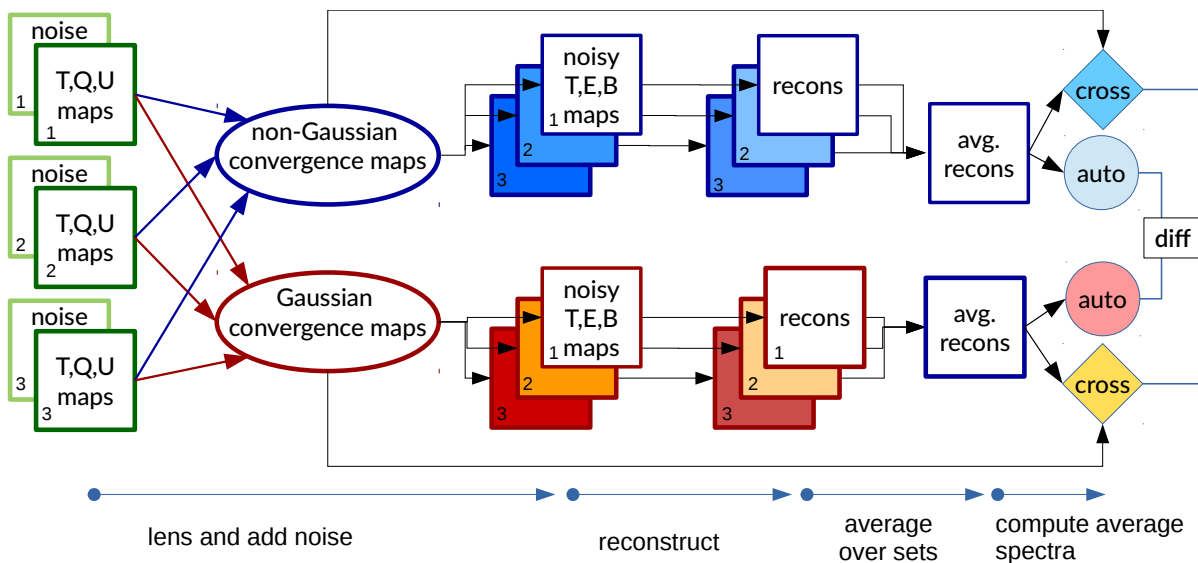 noise
1
T,Q,U
maps
1
noise
2
T,Q,U
maps
2
noise
3
T,Q,U
maps
3
non-Gaussian
convergence maps
Gaussian
convergence maps
noisy
T,E,B
1 maps
2
3
recons
2
3
avg.
recons
cross
auto
diff
noisy
T,E,B
1 maps
2
3
recons
1
2
3
avg.
recons
auto
cross
lens and add noise
reconstruct
average
over sets
compute average
spectra